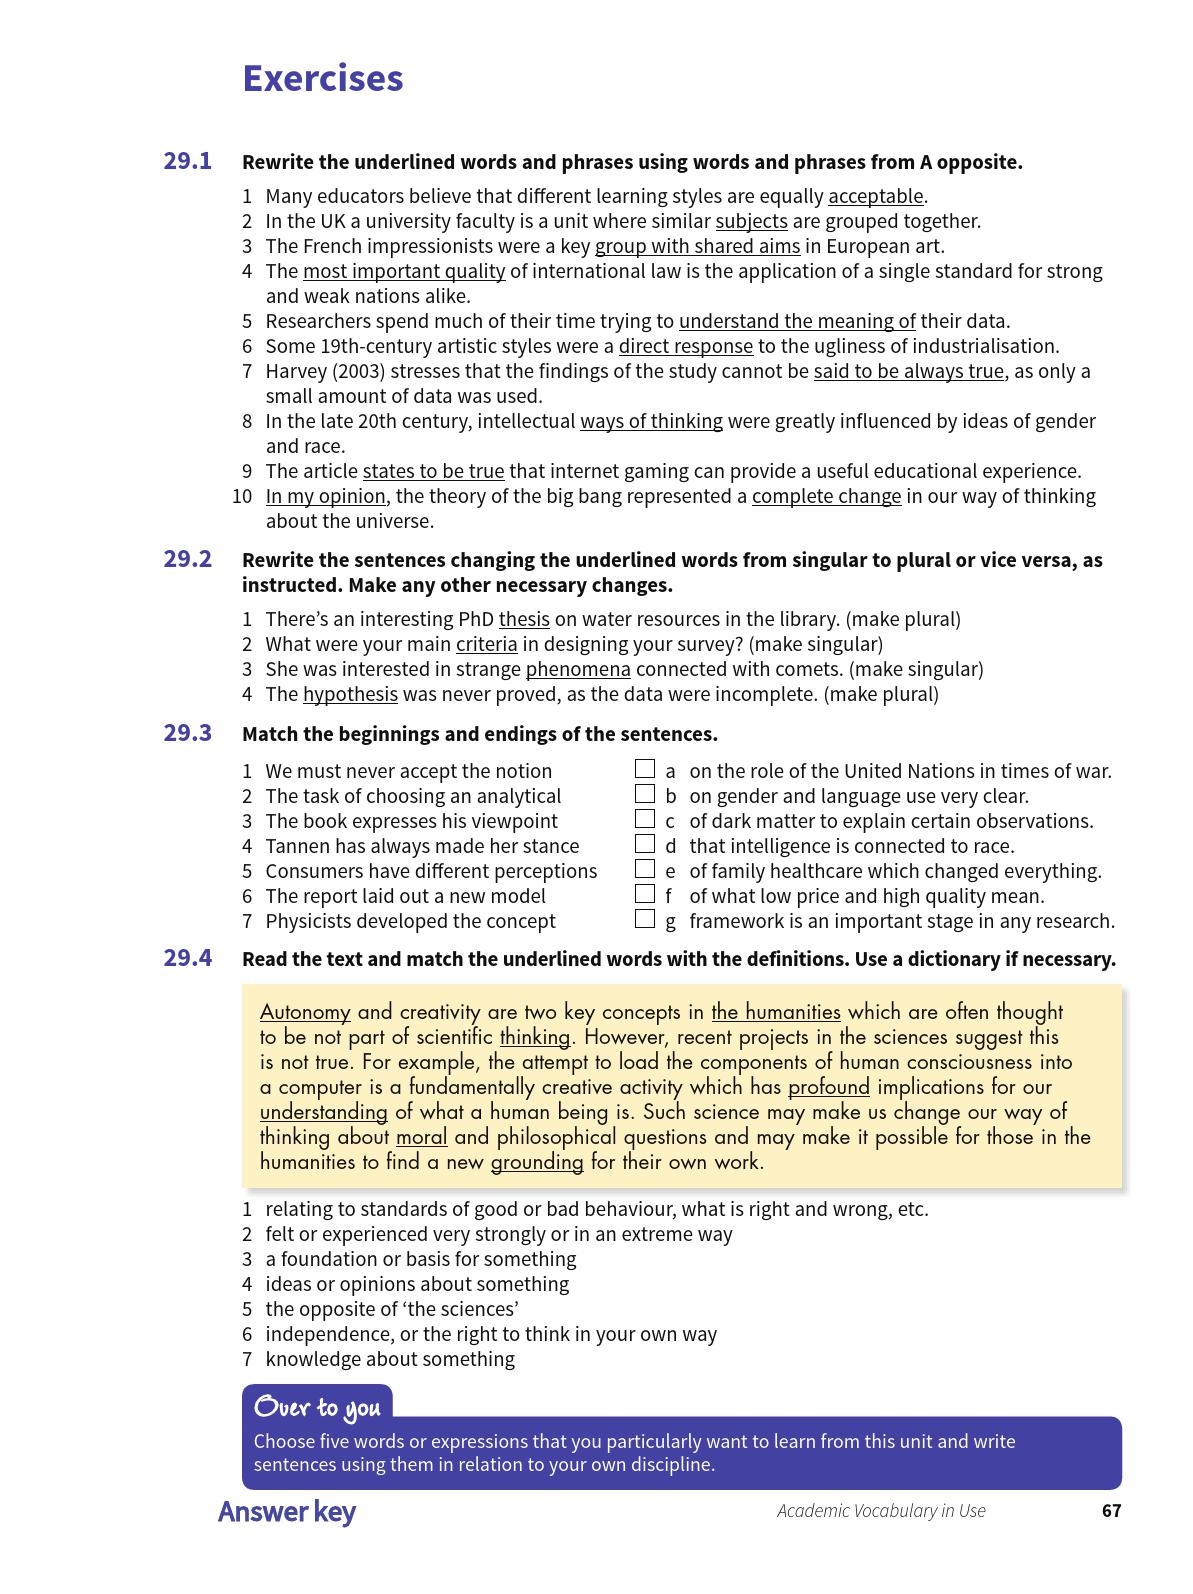 Exercises
29.1 Rewrite the underlined words and phrases using words and phrases from A opposite.
1 Many educators believe that different learning styles are equally acceptable.
2 In the UK a university faculty is a unit where similar subjects are grouped together.
3 The French impressionists were a key group with shared aims in European art.
4 The most important quality of international law is the application of a single standard for strong
and weak nations alike.
5 Researchers spend much of their time trying to understand the meaning of their data.
6 Some 19th-century artistic styles were a direct response to the ugliness of industrialisation.
7 Harvey (2003) stresses that the findings of the study cannot be said to be always true, as only a
small amount of data was used.
8 In the late 20th century, intellectual ways of thinking were greatly influenced by ideas of gender
and race.
9 The article states to be true that internet gaming can provide a useful educational experience.
10 In my opinion, the theory of the big bang represented a complete change in our way of thinking
about the universe.
29.2 Rewrite the sentences changing the underlined words from singular to plural or vice versa, as
instructed. Make any other necessary changes.
1 There’s an interesting PhD thesis on water resources in the library. (make plural)
2 What were your main criteria in designing your survey? (make singular)
3 She was interested in strange phenomena connected with comets. (make singular)
4 The hypothesis was never proved, as the data were incomplete. (make plural)
29.3 Match the beginnings and endings of the sentences.
1 We must never accept the notion a on the role of the United Nations in times of war.
2 The task of choosing an analytical b on gender and language use very clear.
3 The book expresses his viewpoint c of dark matter to explain certain observations.
4 Tannen has always made her stance d that intelligence is connected to race.
5 Consumers have different perceptions e of family healthcare which changed everything.
6 The report laid out a new model f of what low price and high quality mean.
7 Physicists developed the concept g framework is an important stage in any research.
29.4 Read the text and match the underlined words with the definitions. Use a dictionary if necessary.
Autonomy and creativity are two key concepts in the humanities which are often thought
to be not part of scientific thinking. However, recent projects in the sciences suggest this
is not true. For example, the attempt to load the components of human consciousness into
a computer is a fundamentally creative activity which has profound implications for our
understanding of what a human being is. Such science may make us change our way of
thinking about moral and philosophical questions and may make it possible for those in the
humanities to find a new grounding for their own work.
1 relating to standards of good or bad behaviour, what is right and wrong, etc.
2 felt or experienced very strongly or in an extreme way
3 a foundation or basis for something
4 ideas or opinions about something
5 the opposite of ‘the sciences’
6 independence, or the right to think in your own way
7 knowledge about something
Over to you
Choose five words or expressions that you particularly want to learn from this unit and write
sentences using them in relation to your own discipline.
Answer key
Academic Vocabulary in Use 67